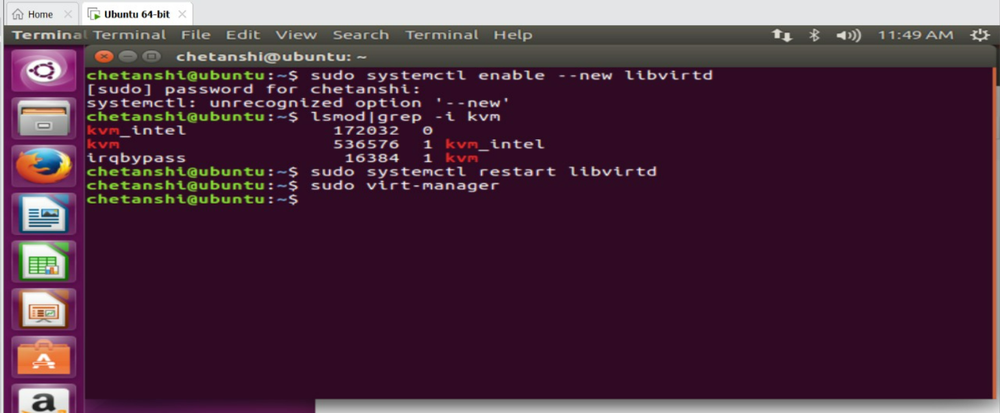 Home × Ubuntu 64-bit ×
Terminal Terminal File Edit View Search Terminal Help 11:49 AM
chetanshi@ubuntu: ~
chetanshi@ubuntu:~$ sudo systemctl enable --new libvirtd
[sudo] password for chetanshi:
systemctl: unrecognized option '--new'
chetanshi@ubuntu:~$ lsmod|grep -i kvm
kvm_intel 172032 0
kvm 536576 1 kvm_intel
irqbypass 16384 1 kvm
chetanshi@ubuntu:~$ sudo systemctl restart libvirtd
chetanshi@ubuntu:~$ sudo virt-manager
chetanshi@ubuntu:~$